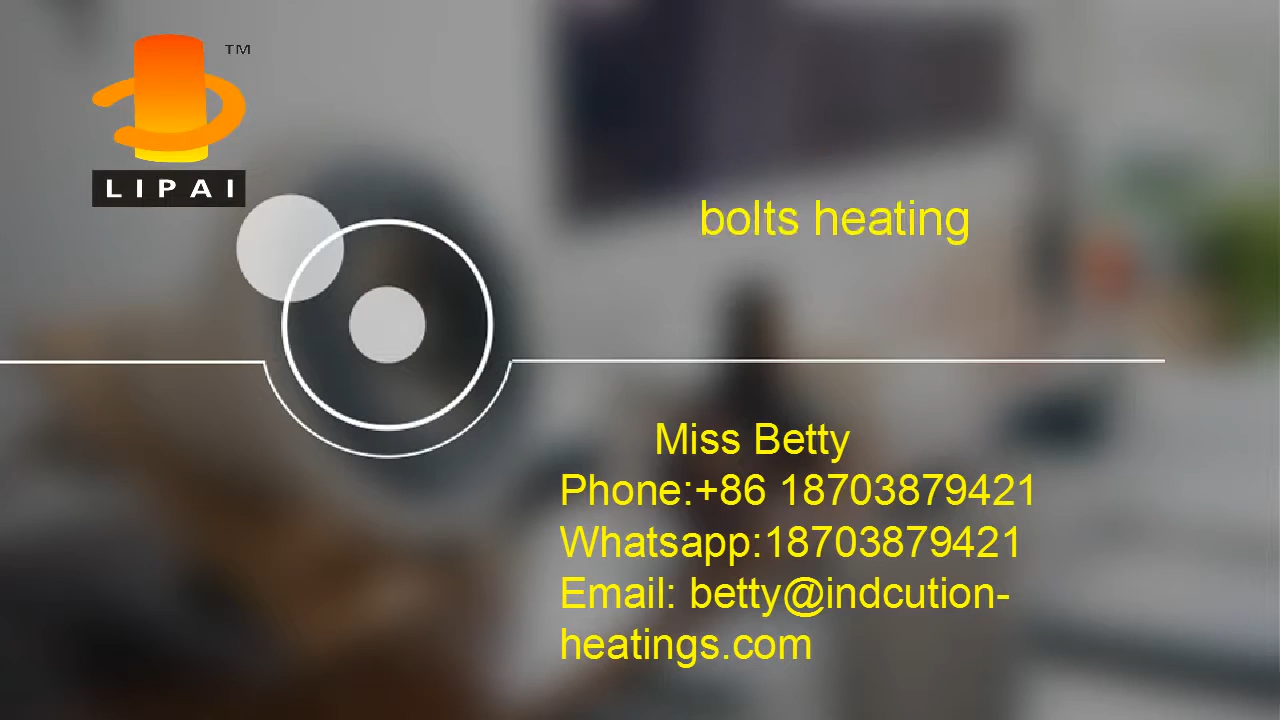 TM
LIPAI
bolts heating
Miss Betty
Phone:+86 18703879421
Whatsapp:18703879421
Email: betty@indcution-
heatings.com